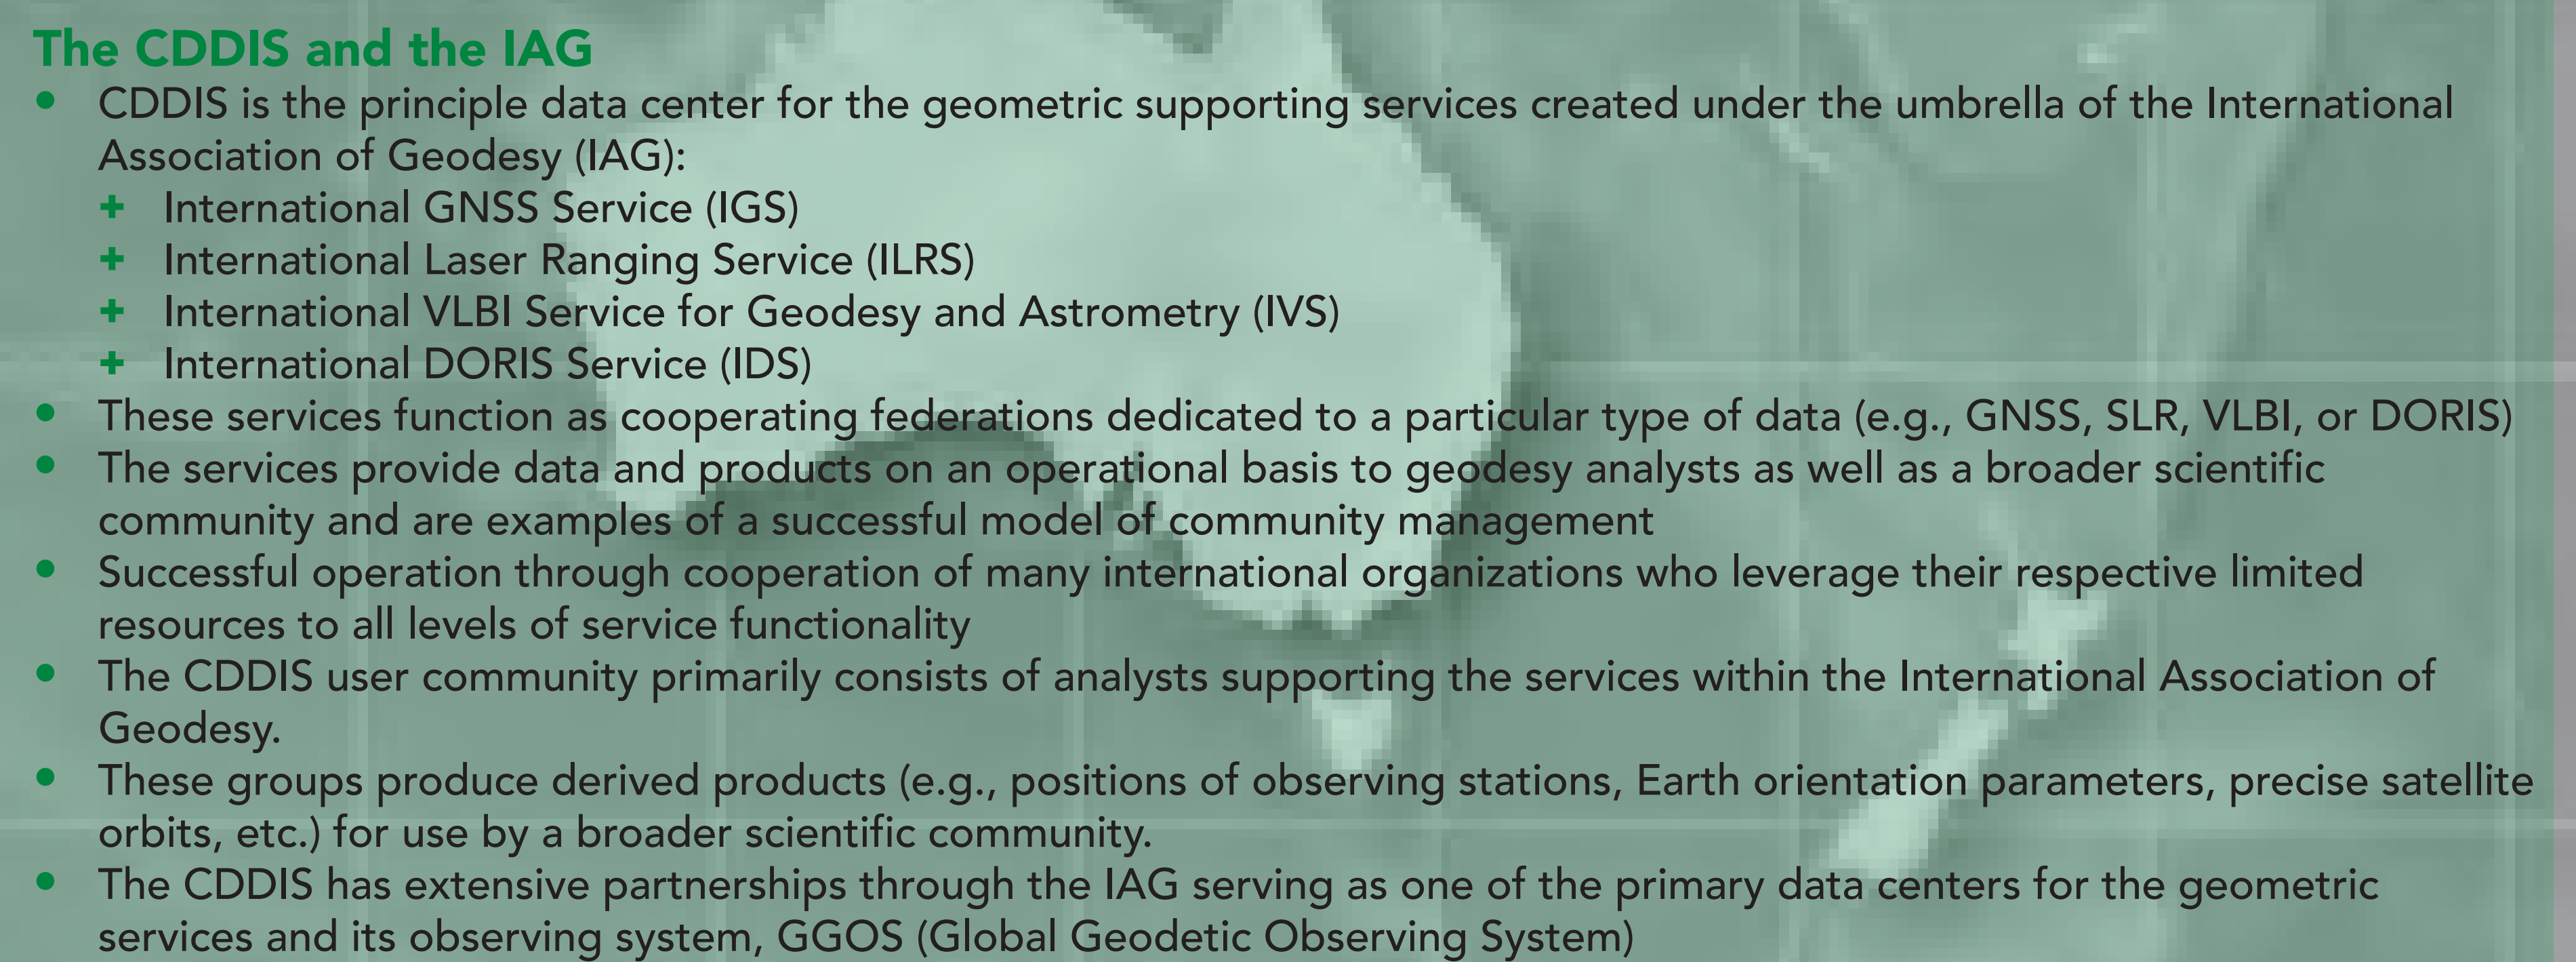 The CDDIS and the IAG
• CDDIS is the principle data center for the geometric supporting services created under the umbrella of the International
Association of Geodesy (IAG):
+ International GNSS Service (IGS)
+ International Laser Ranging Service (ILRS)
+ International VLBI Service for Geodesy and Astrometry (IVS)
+ International DORIS Service (IDS)
• These services function as cooperating federations dedicated to a particular type of data (e.g., GNSS, SLR, VLBI, or DORIS)
• The services provide data and products on an operational basis to geodesy analysts as well as a broader scientific
community and are examples of a successful model of community management
• Successful operation through cooperation of many international organizations who leverage their respective limited
resources to all levels of service functionality
• The CDDIS user community primarily consists of analysts supporting the services within the International Association of
Geodesy.
• These groups produce derived products (e.g., positions of observing stations, Earth orientation parameters, precise satellite
orbits, etc.) for use by a broader scientific community.
• The CDDIS has extensive partnerships through the IAG serving as one of the primary data centers for the geometric
services and its observing system, GGOS (Global Geodetic Observing System)